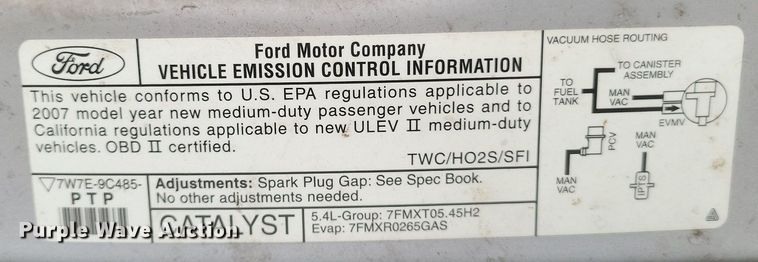 Ford
Ford Motor Company
VEHICLE EMISSION CONTROL INFORMATION
This vehicle conforms to U.S. EPA regulations applicable to
2007 model year new medium-duty passenger vehicles and to
California regulations applicable to new ULEV II medium-duty
vehicles. OBD II certified.
TWC/HO2S/SFI
7W7E-9C485-
PTP
Adjustments: Spark Plug Gap: See Spec Book.
No other adjustments needed.
CATALYST
5.4L-Group: 7FMXT05.45H2
Evap: 7FMXR0265GAS
VACUUM HOSE ROUTING
TO CANISTER
ASSEMBLY
TO
FUEL
TANK
MAN
VAC
EVMV
PCV
MAN
VAC
MAN
VAC
IPTS
Purple Wave Auction